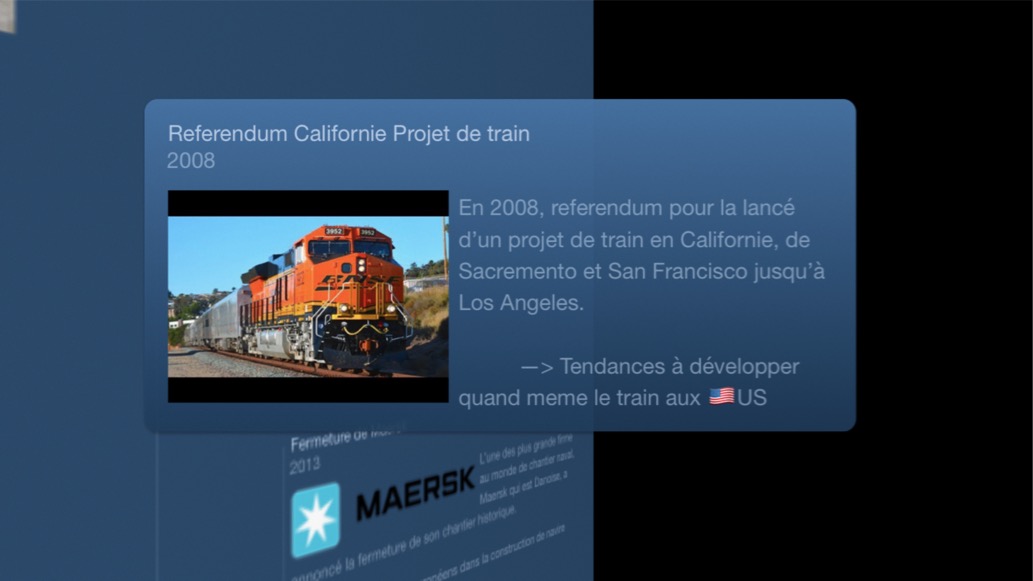 Referendum Californie Projet de train
2008
3952 3952
En 2008, referendum pour la lancé
d'un projet de train en Californie, de
Sacremento et San Francisco jusqu'à
Los Angeles.
—> Tendances à développer
quand meme le train aux 🇺🇸US
Fermeture de
2013
MAERSK
L'une des plus grande firme
au monde de chantier naval,
Maersk qui est Danoise, a
annoncé la fermeture de son chantier historique.
péens dans la construction de navire